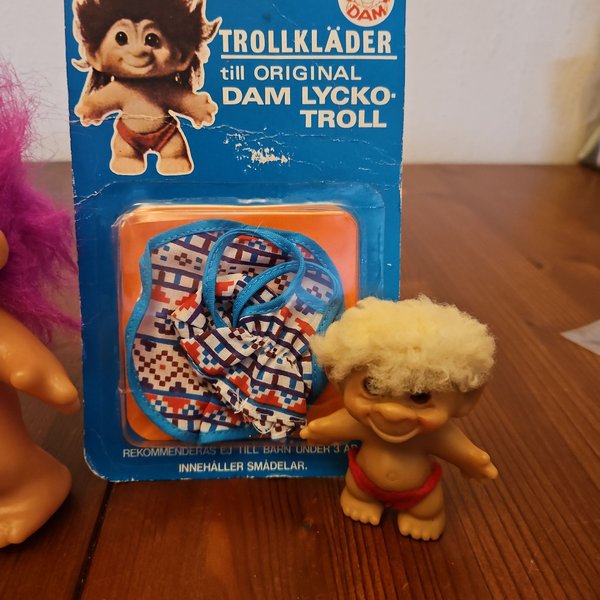 DAM
TROLLKLÄDER
till ORIGINAL
DAM LYCKO-
TROLL
REKOMMENDERAS EJ TILL BARN UNDER 3 ÅR
INNEHÅLLER SMÅDELAR.